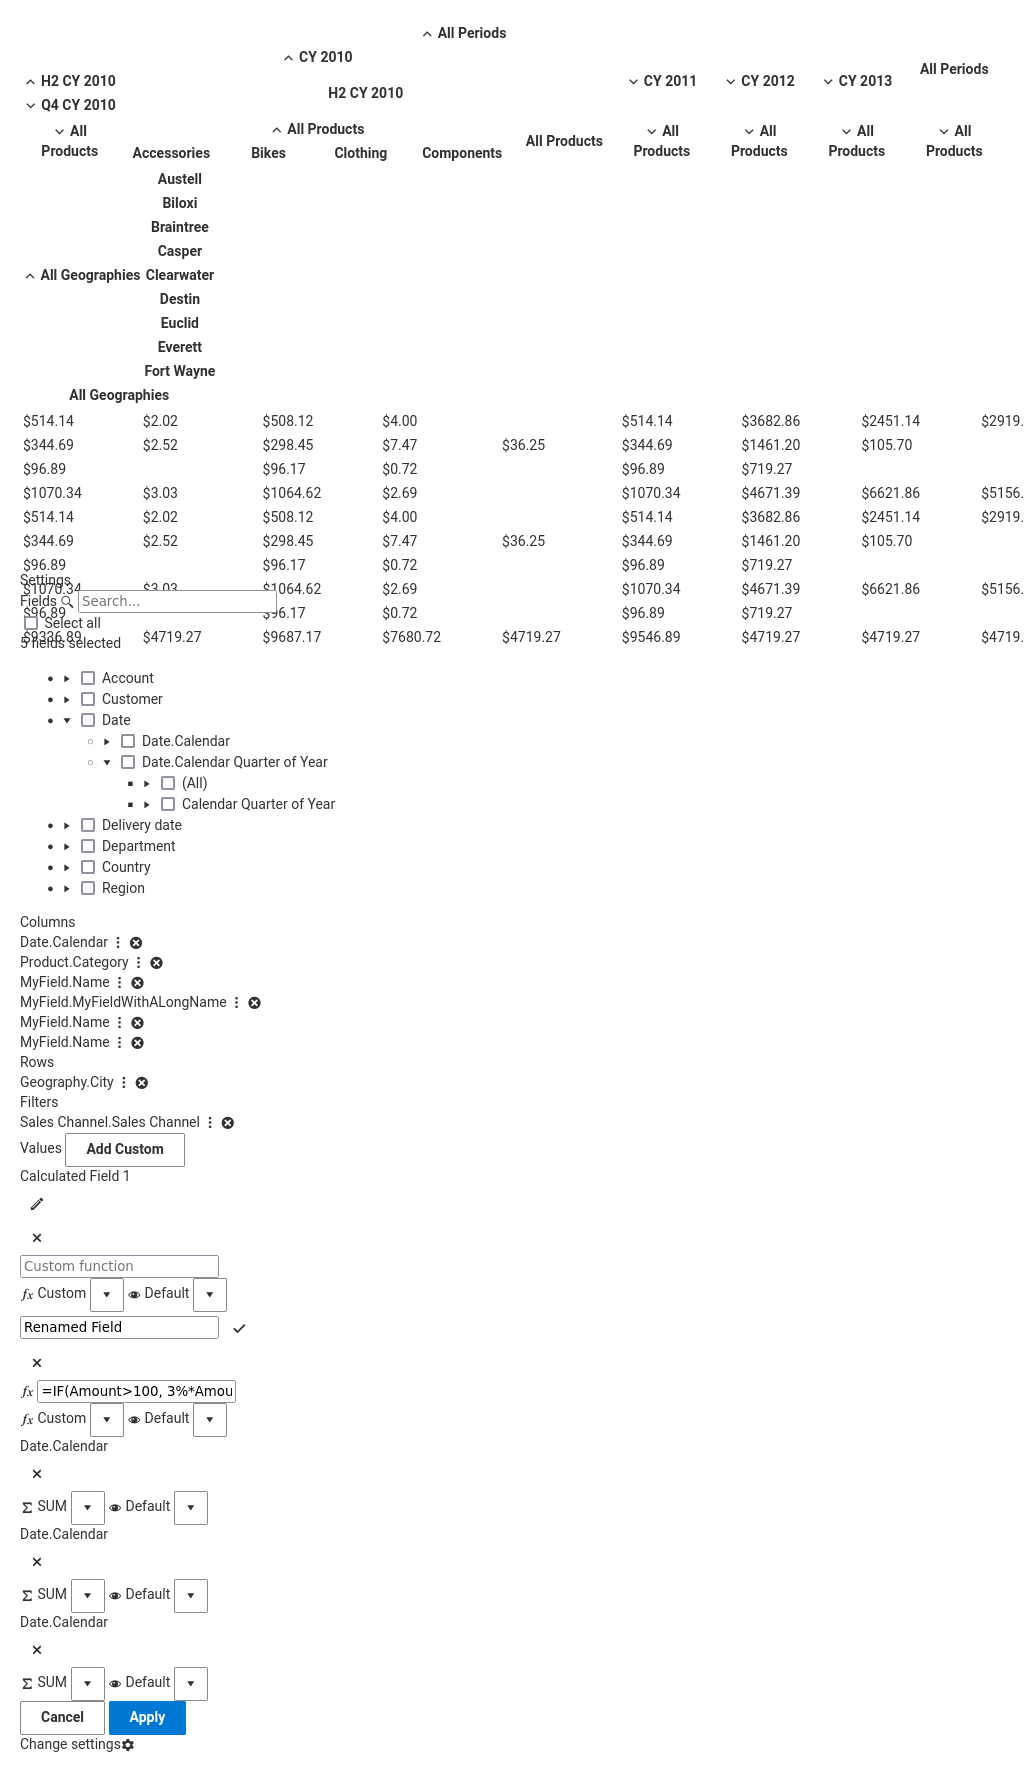 All Periods
CY 2010
All Periods
H2 CY 2010
H2 CY 2010
CY 2011
CY 2012
CY 2013
Q4 CY 2010
All Products
All Products
All Products
All Products
All Products
All Products
All Products
Accessories
Bikes
Clothing
Components
Austell
Biloxi
Braintree
Casper
All Geographies Clearwater
Destin
Euclid
Everett
Fort Wayne
All Geographies
$514.14 $2.02 $508.12 $4.00 $514.14 $3682.86 $2451.14 $2919.
$344.69 $2.52 $298.45 $7.47 $36.25 $344.69 $1461.20 $105.70
$96.89 $96.17 $0.72 $96.89 $719.27
$1070.34 $3.03 $1064.62 $2.69 $1070.34 $4671.39 $6621.86 $5156.
$514.14 $2.02 $508.12 $4.00 $514.14 $3682.86 $2451.14 $2919.
$344.69 $2.52 $298.45 $7.47 $36.25 $344.69 $1461.20 $105.70
$96.89 $96.17 $0.72 $96.89 $719.27
Settings
$1070.34 $3.03 $1064.62 $2.69 $1070.34 $4671.39 $6621.86 $5156.
Fields Search...
$96.89 $96.17 $0.72 $96.89 $719.27
Select all
$9336.89 $4719.27 $9687.17 $7680.72 $4719.27 $9546.89 $4719.27 $4719.27 $4719.
5 fields selected
Account
Customer
Date
Date.Calendar
Date.Calendar Quarter of Year
(All)
Calendar Quarter of Year
Delivery date
Department
Country
Region
Columns
Date.Calendar
Product.Category
MyField.Name
MyField.MyFieldWithALongName
MyField.Name
MyField.Name
Rows
Geography.City
Filters
Sales Channel.Sales Channel
Values Add Custom
Calculated Field 1
Custom function
fx Custom Default
Renamed Field
fx =IF(Amount>100, 3%*Amou
fx Custom Default
Date.Calendar
Σ SUM Default
Date.Calendar
Σ SUM Default
Date.Calendar
Σ SUM Default
Cancel Apply
Change settings